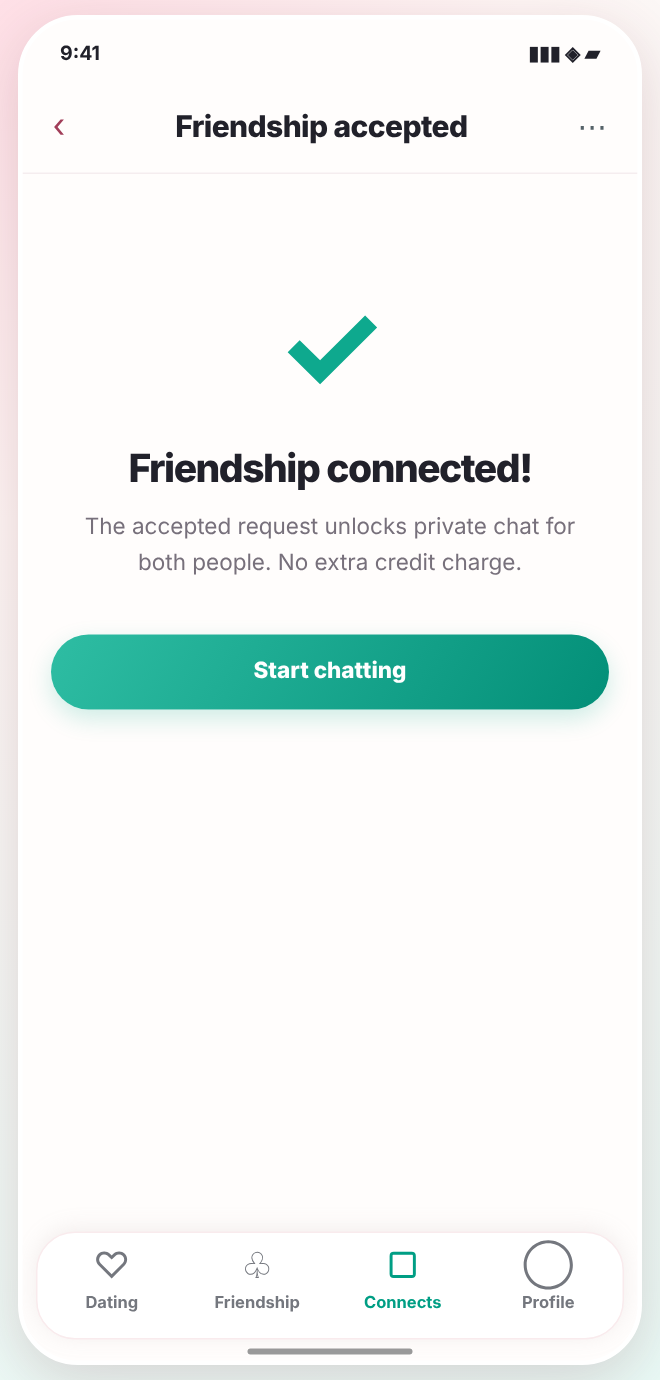 9:41
Friendship accepted
Friendship connected!
The accepted request unlocks private chat for
both people. No extra credit charge.
Start chatting
Dating
Friendship
Connects
Profile